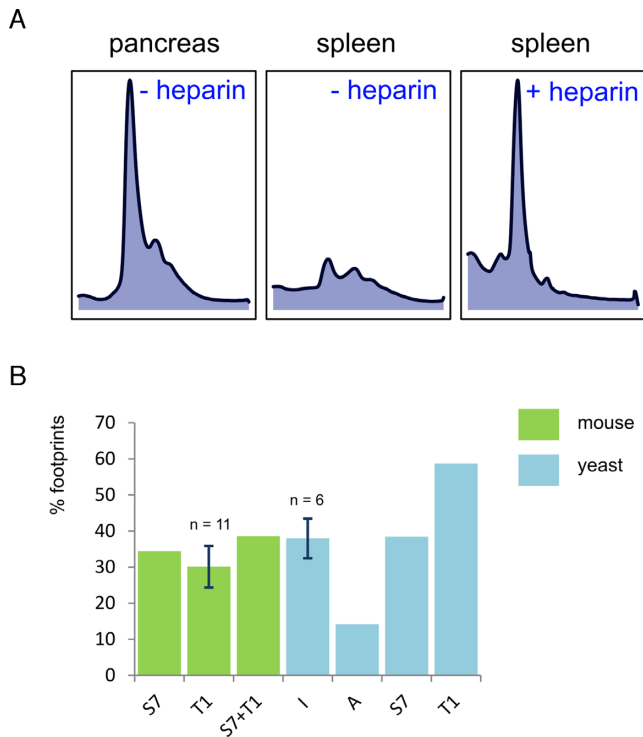 A
pancreas
spleen
spleen
- heparin
- heparin
+ heparin
B
70
60
50
40
30
20
10
0
% footprints
n = 11
n = 6
mouse
yeast
S7
T1
S7+T1
I
A
S7
T1